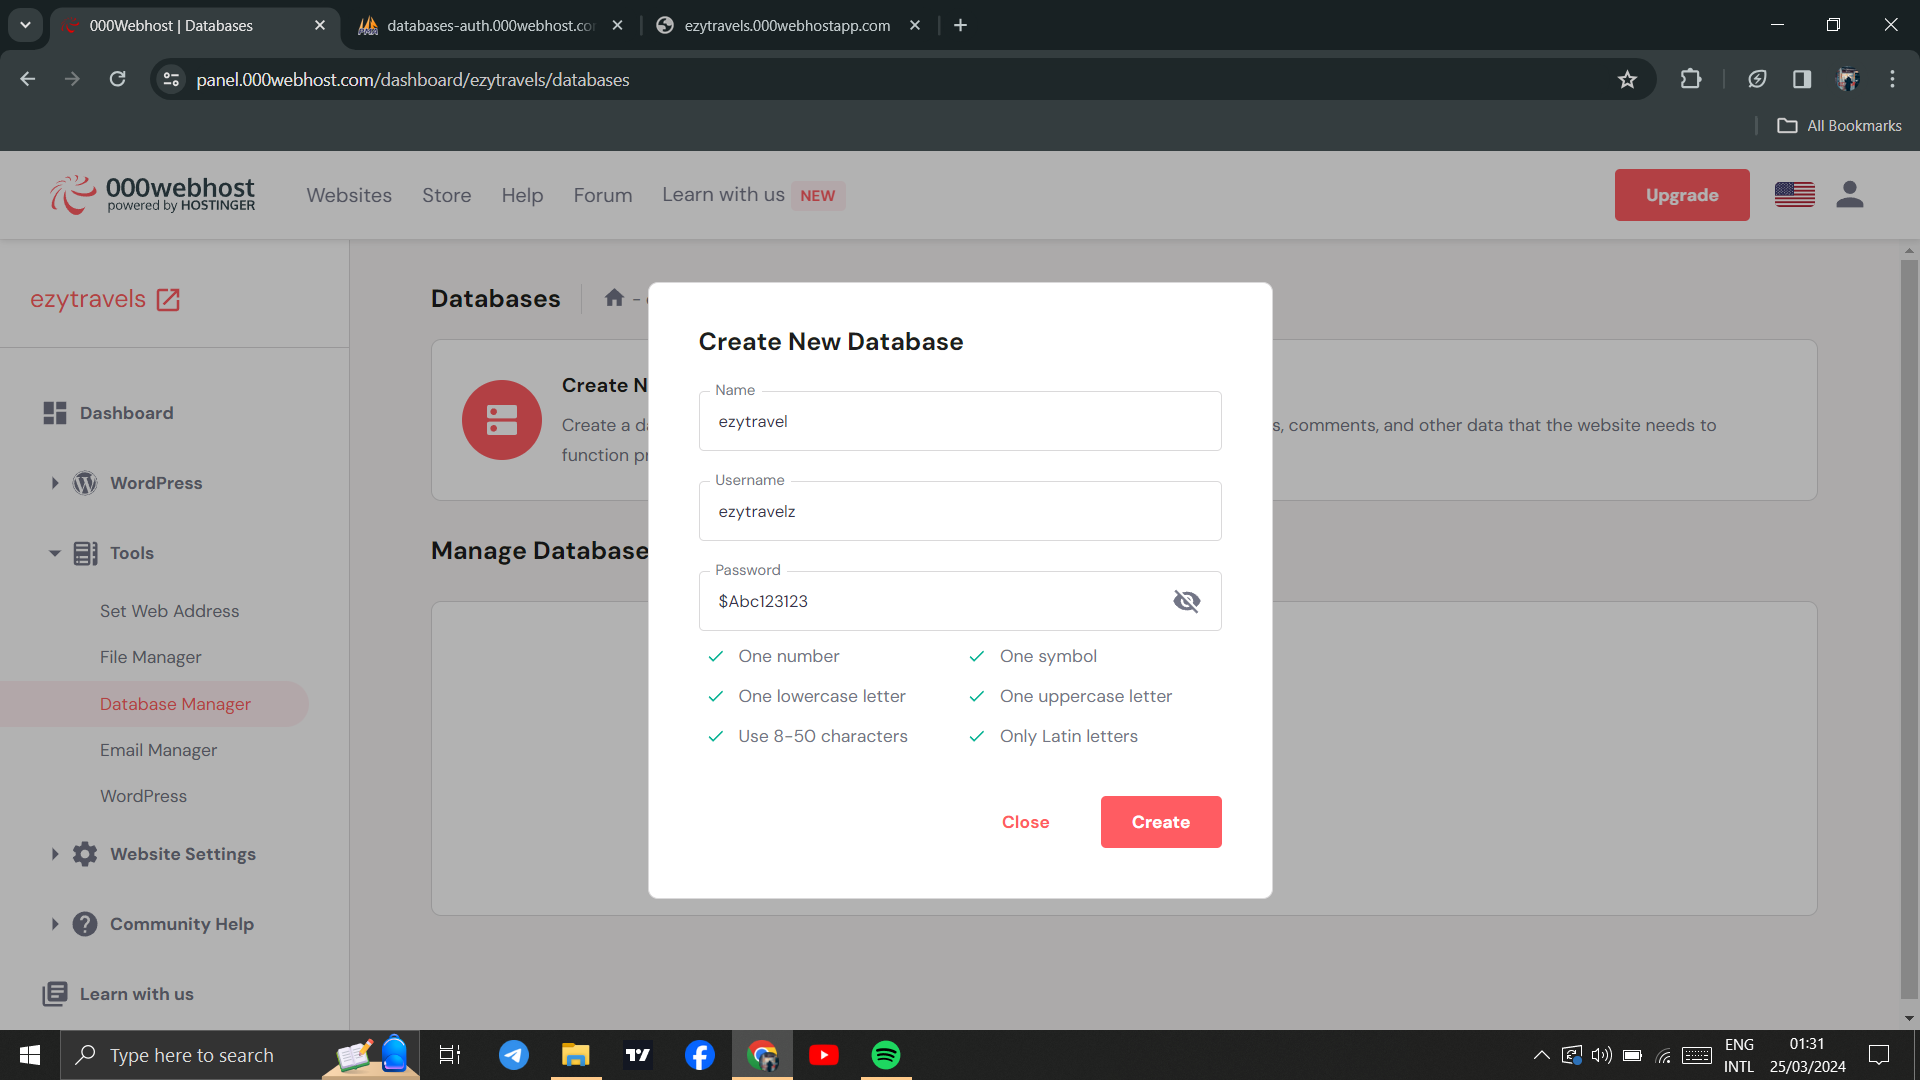 000Webhost | Databases
databases-auth.000webhost.co
ezytravels.000webhostapp.com
panel.000webhost.com/dashboard/ezytravels/databases
All Bookmarks
000webhost
powered by HOSTINGER
Websites
Store
Help
Forum
Learn with us NEW
Upgrade
ezytravels
Dashboard
WordPress
Tools
Set Web Address
File Manager
Database Manager
Email Manager
WordPress
Website Settings
Community Help
Learn with us
Databases
-
Create N
Create a d
s, comments, and other data that the website needs to
function pr
Manage Database
Create New Database
Name
ezytravel
Username
ezytravelz
Password
$Abc123123
One number
One symbol
One lowercase letter
One uppercase letter
Use 8-50 characters
Only Latin letters
Close
Create
Type here to search
ENG
INTL
01:31
25/03/2024